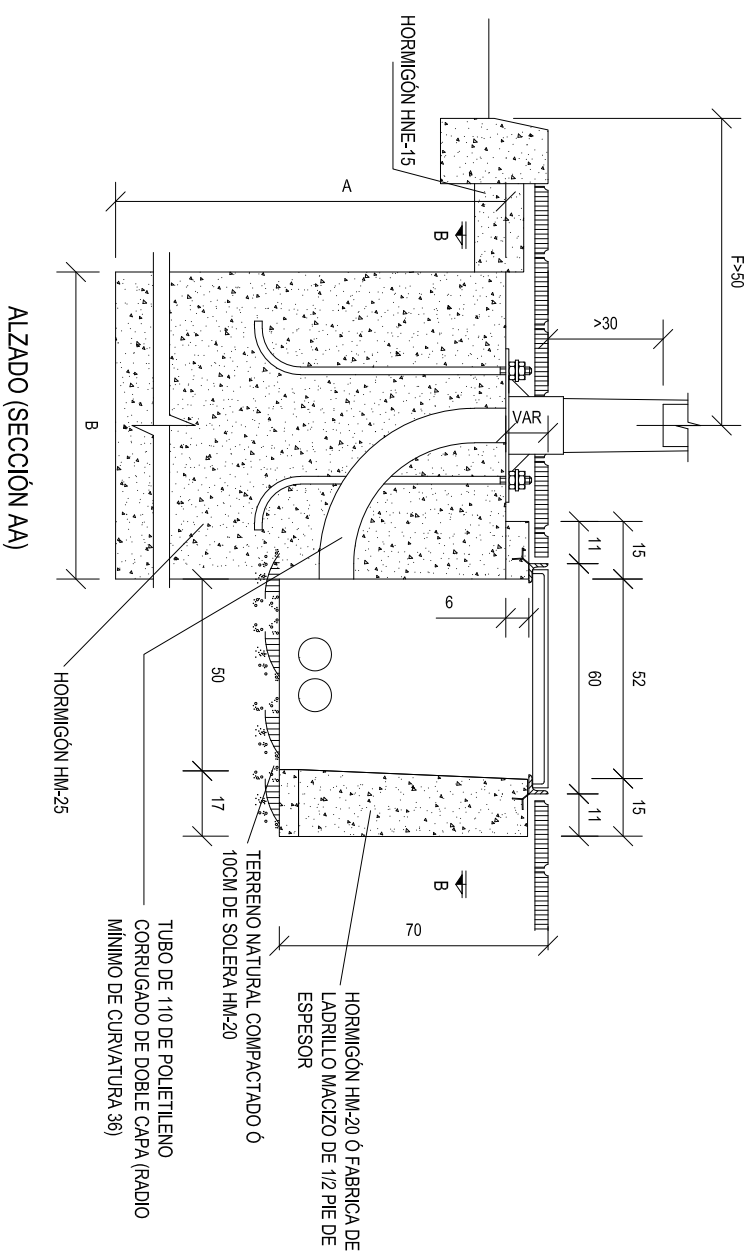 F>50
>30
15
52
15
11
60
11
HORMIGÓN HNE-15
A
B
VAR
6
B
70
B
50
17
HORMIGÓN HM-20 Ó FABRICA DE
LADRILLO MACIZO DE 1/2 PIE DE
ESPESOR
TERRENO NATURAL COMPACTADO Ó
10CM DE SOLERA HM-20
TUBO DE 110 DE POLIETILENO
CORRUGADO DE DOBLE CAPA (RADIO
MÍNIMO DE CURVATURA 36)
HORMIGÓN HM-25
ALZADO (SECCIÓN AA)